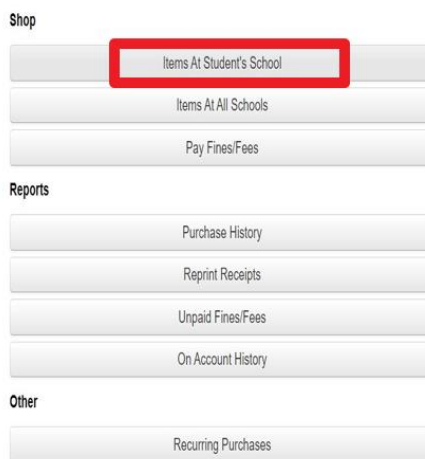 Shop
Items At Student's School
Items At All Schools
Pay Fines/Fees
Reports
Purchase History
Reprint Receipts
Unpaid Fines/Fees
On Account History
Other
Recurring Purchases